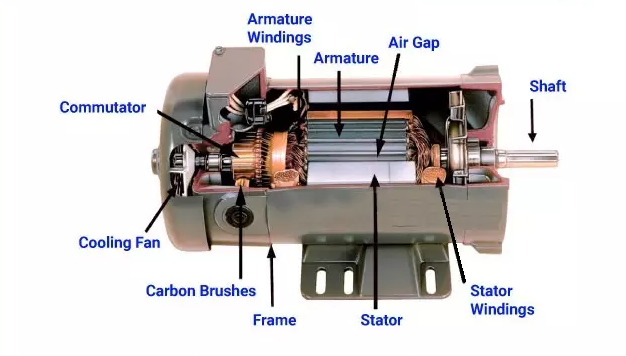 Armature
Windings
Armature
Air Gap
Shaft
Commutator
Cooling Fan
Carbon Brushes
Frame
Stator
Stator
Windings